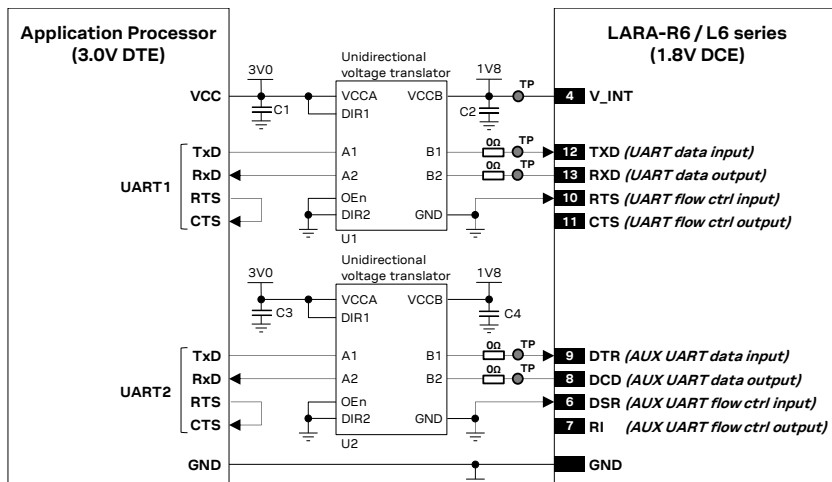 Application Processor
(3.0V DTE)
LARA-R6 / L6 series
(1.8V DCE)
Unidirectional
voltage translator
3V0
1V8
TP
VCC
VCCA
VCCB
4 V_INT
C1
DIR1
C2
0Ω
TP
TxD
A1
B1
12 TXD (UART data input)
0Ω
TP
RxD
A2
B2
13 RXD (UART data output)
UART1
RTS
OEn
10 RTS (UART flow ctrl input)
CTS
DIR2
GND
11 CTS (UART flow ctrl output)
U1
Unidirectional
voltage translator
3V0
1V8
VCCA
VCCB
C3
DIR1
C4
0Ω
TP
TxD
A1
B1
9 DTR (AUX UART data input)
0Ω
TP
RxD
A2
B2
8 DCD (AUX UART data output)
UART2
RTS
OEn
6 DSR (AUX UART flow ctrl input)
CTS
DIR2
GND
7 RI (AUX UART flow ctrl output)
U2
GND
GND